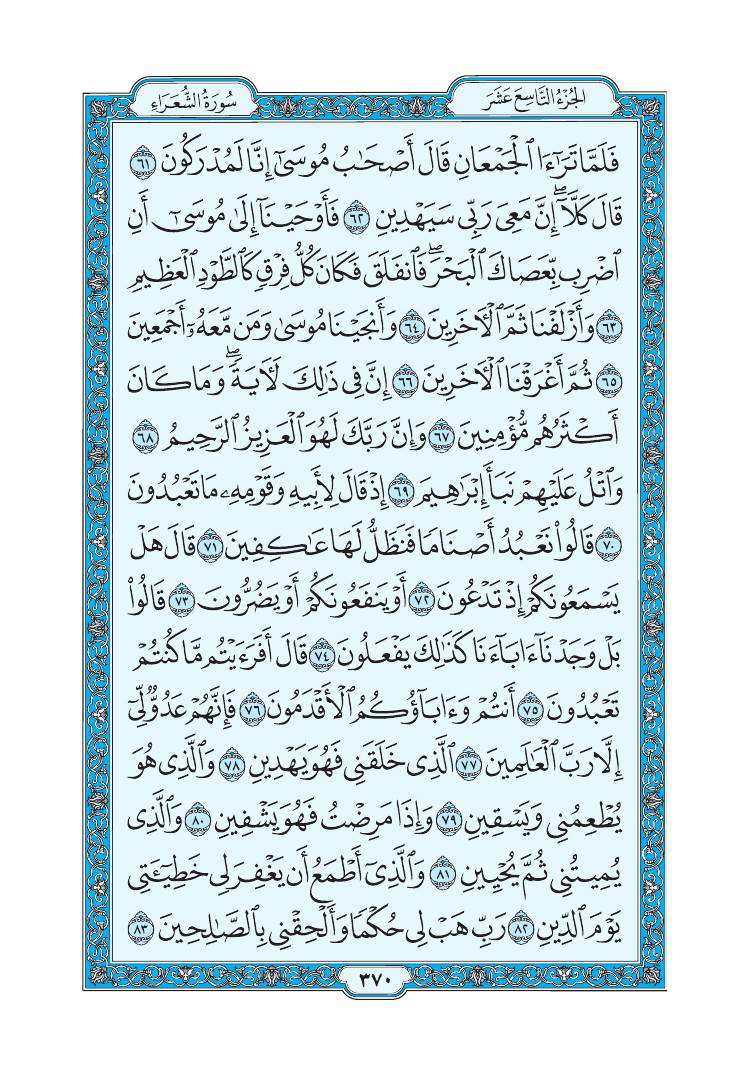 الجُزْءُ التَّاسِعَ عَشَرَ
سُورَةُ الشُّعَرَاءِ
فَلَمَّا تَرَٰٓءَا ٱلْجَمْعَانِ قَالَ أَصْحَٰبُ مُوسَىٰٓ إِنَّا لَمُدْرَكُونَ ٦١
قَالَ كَلَّآۖ إِنَّ مَعِىَ رَبِّى سَيَهْدِينِ ٦٢ فَأَوْحَيْنَآ إِلَىٰ مُوسَىٰٓ أَنِ
ٱضْرِب بِّعَصَاكَ ٱلْبَحْرَۖ فَٱنفَلَقَ فَكَانَ كُلُّ فِرْقٍ كَٱلطَّوْدِ ٱلْعَظِيمِ
٦٣ وَأَزْلَفْنَا ثَمَّ ٱلْأٓخَرِينَ ٦٤ وَأَنجَيْنَا مُوسَىٰ وَمَن مَّعَهُۥٓ أَجْمَعِينَ
٦٥ ثُمَّ أَغْرَقْنَا ٱلْأٓخَرِينَ ٦٦ إِنَّ فِى ذَٰلِكَ لَأٓيَةًۖ وَمَا كَانَ
أَكْثَرُهُم مُّؤْمِنِينَ ٦٧ وَإِنَّ رَبَّكَ لَهُوَ ٱلْعَزِيزُ ٱلرَّحِيمُ ٦٨
وَٱتْلُ عَلَيْهِمْ نَبَأَ إِبْرَٰهِيمَ ٦٩ إِذْ قَالَ لِأَبِيهِ وَقَوْمِهِۦ مَا تَعْبُدُونَ
٧٠ قَالُوا۟ نَعْبُدُ أَصْنَامًا فَنَظَلُّ لَهَا عَٰكِفِينَ ٧١ قَالَ هَلْ
يَسْمَعُونَكُمْ إِذْ تَدْعُونَ ٧٢ أَوْ يَنفَعُونَكُمْ أَوْ يَضُرُّونَ ٧٣ قَالُوا۟
بَلْ وَجَدْنَآ ءَابَآءَنَا كَذَٰلِكَ يَفْعَلُونَ ٧٤ قَالَ أَفَرَءَيْتُم مَّا كُنتُمْ
تَعْبُدُونَ ٧٥ أَنتُمْ وَءَابَآؤُكُمُ ٱلْأَقْدَمُونَ ٧٦ فَإِنَّهُمْ عَدُوٌّ لِّىٓ
إِلَّا رَبَّ ٱلْعَٰلَمِينَ ٧٧ ٱلَّذِى خَلَقَنِى فَهُوَ يَهْدِينِ ٧٨ وَٱلَّذِى هُوَ
يُطْعِمُنِى وَيَسْقِينِ ٧٩ وَإِذَا مَرِضْتُ فَهُوَ يَشْفِينِ ٨٠ وَٱلَّذِى
يُمِيتُنِى ثُمَّ يُحْيِينِ ٨١ وَٱلَّذِىٓ أَطْمَعُ أَن يَغْفِرَ لِى خَطِيٓـَٔتِى
يَوْمَ ٱلدِّينِ ٨٢ رَبِّ هَبْ لِى حُكْمًا وَأَلْحِقْنِى بِٱلصَّٰلِحِينَ ٨٣
٣٧٠